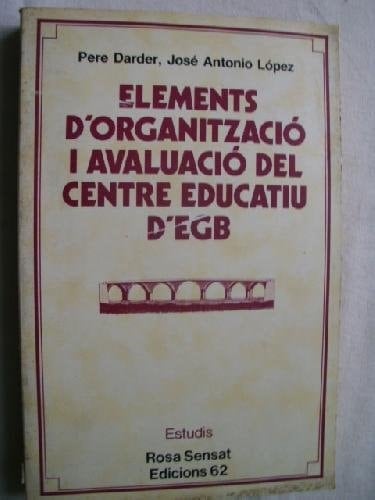 Pere Darder, José Antonio López
ELEMENTS
D'ORGANITZACIÓ
I AVALUACIÓ DEL
CENTRE EDUCATIU
D'EGB
Estudis
Rosa Sensat
Edicions 62